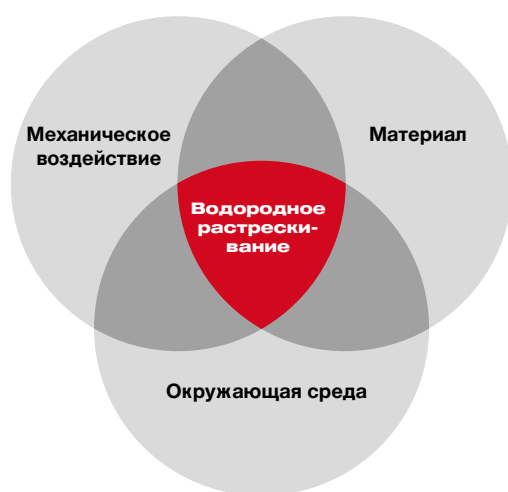 Механическое
воздействие
Материал
Водородное
растрески-
вание
Окружающая среда